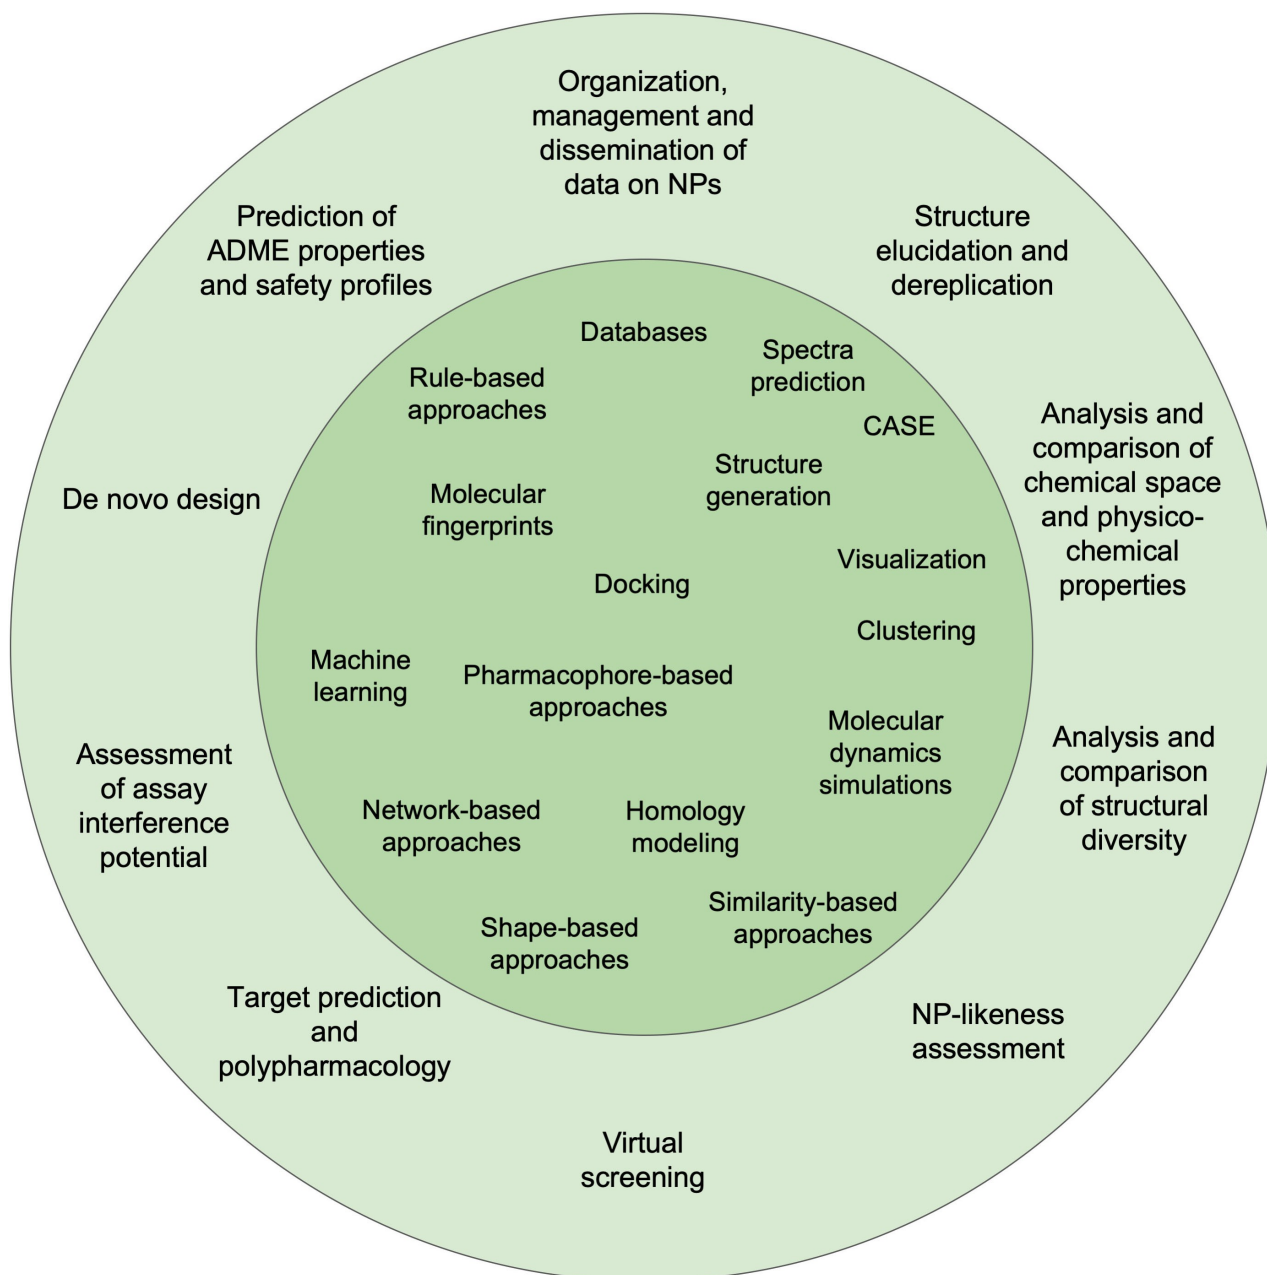 Organization,
management and
dissemination of
data on NPs
Structure
elucidation and
dereplication
Analysis and
comparison of
chemical space
and physico-
chemical
properties
Analysis and
comparison
of structural
diversity
NP-likeness
assessment
Virtual
screening
Target prediction
and
polypharmacology
Assessment
of assay
interference
potential
De novo design
Prediction of
ADME properties
and safety profiles
Databases
Spectra
prediction
Rule-based
approaches
CASE
Structure
generation
Molecular
fingerprints
Visualization
Docking
Clustering
Machine
learning
Pharmacophore-based
approaches
Molecular
dynamics
simulations
Network-based
approaches
Homology
modeling
Similarity-based
approaches
Shape-based
approaches